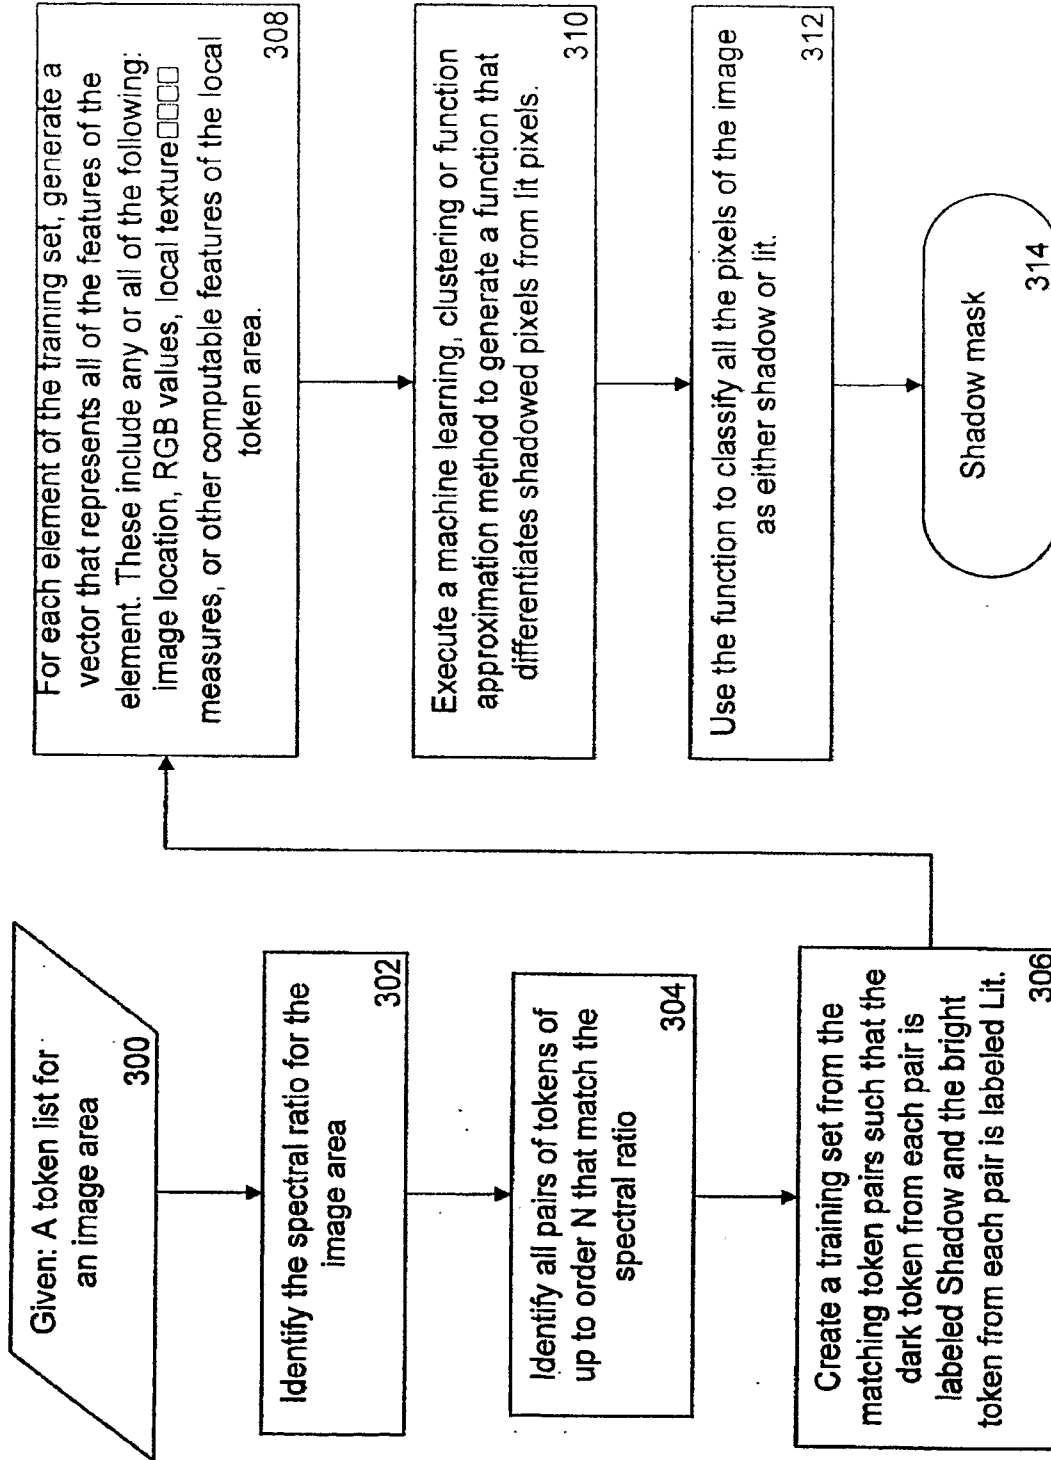 Given: A token list for
an image area
300
Identify the spectral ratio for the
image area
302
Identify all pairs of tokens of
up to order N that match the
spectral ratio
304
Create a training set from the
matching token pairs such that the
dark token from each pair is
labeled Shadow and the bright
token from each pair is labeled Lit.
306
For each element of the training set, generate a
vector that represents all of the features of the
element. These include any or all of the following:
image location, RGB values, local texture□□□□
measures, or other computable features of the local
token area.
308
Execute a machine learning, clustering or function
approximation method to generate a function that
differentiates shadowed pixels from lit pixels.
310
Use the function to classify all the pixels of the image
as either shadow or lit.
312
Shadow mask
314